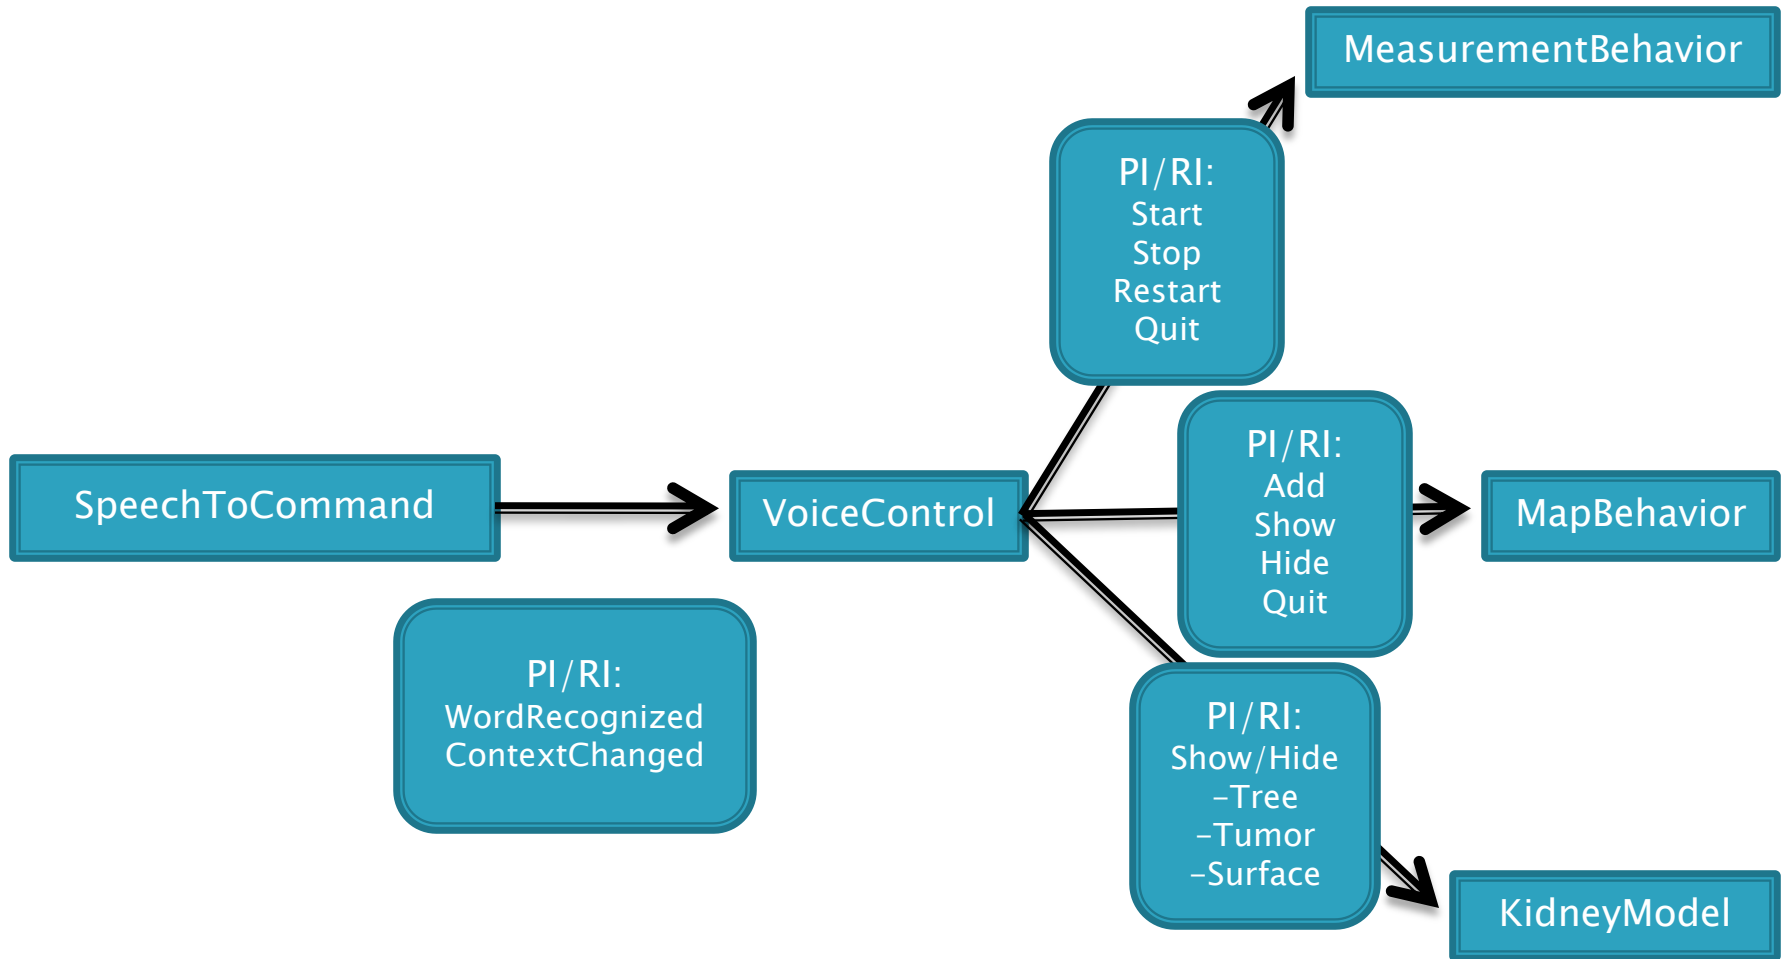 MeasurementBehavior
PI/RI:
Start
Stop
Restart
Quit
SpeechToCommand
VoiceControl
PI/RI:
Add
Show
Hide
Quit
MapBehavior
PI/RI:
WordRecognized
ContextChanged
PI/RI:
Show/Hide
-Tree
-Tumor
-Surface
KidneyModel